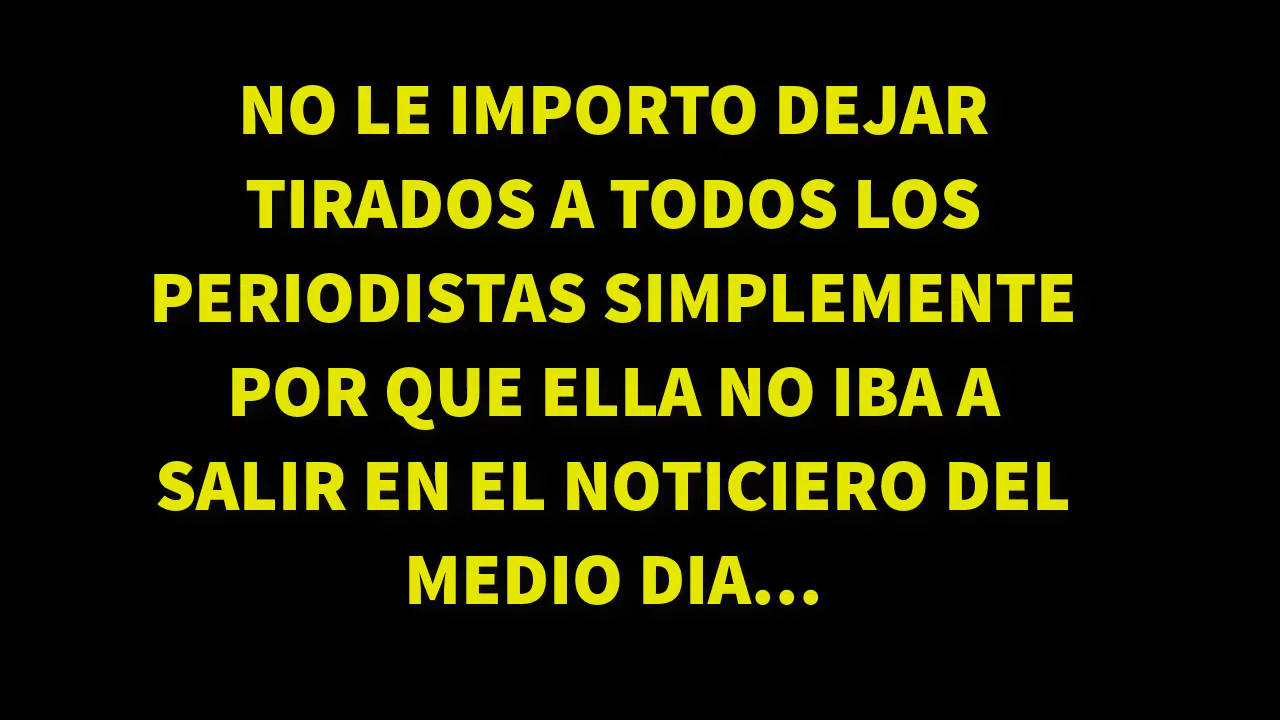 NO LE IMPORTO DEJAR
TIRADOS A TODOS LOS
PERIODISTAS SIMPLEMENTE
POR QUE ELLA NO IBA A
SALIR EN EL NOTICIERO DEL
MEDIO DIA...